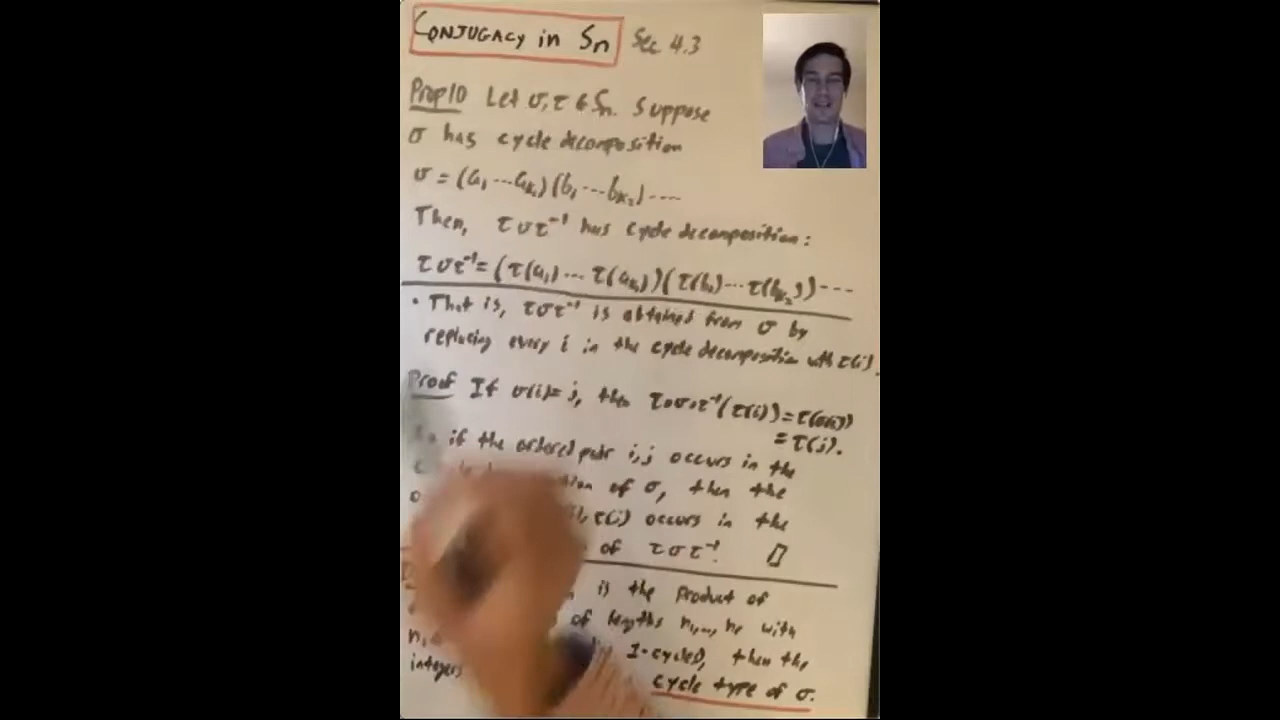 CONJUGACY in Sn Sec 4.3
Prop 10 Let σ, τ ∈ Sn. Suppose
σ has cycle decomposition
σ = (a₁ ... aₖ₁)(b₁ ... bₖ₂) ....
Then, τστ⁻¹ has cycle decomposition:
τστ⁻¹ = (τ(a₁) ... τ(aₖ₁))(τ(b₁) ... τ(bₖ₂)) ...
• That is, τστ⁻¹ is obtained from σ by
replacing every i in the cycle decomposition with τ(i).
Proof If σ(i) = j, then τ∘σ∘τ⁻¹(τ(i)) = τ(σ(i))
= τ(j).
if the ordered pair i, j occurs in the
of σ, then the
τ(j) occurs in the
of τστ⁻¹. []
is the product of
of lengths n₁, ..., nᵣ with
1-cycles), then the
integers
cycle type of σ.